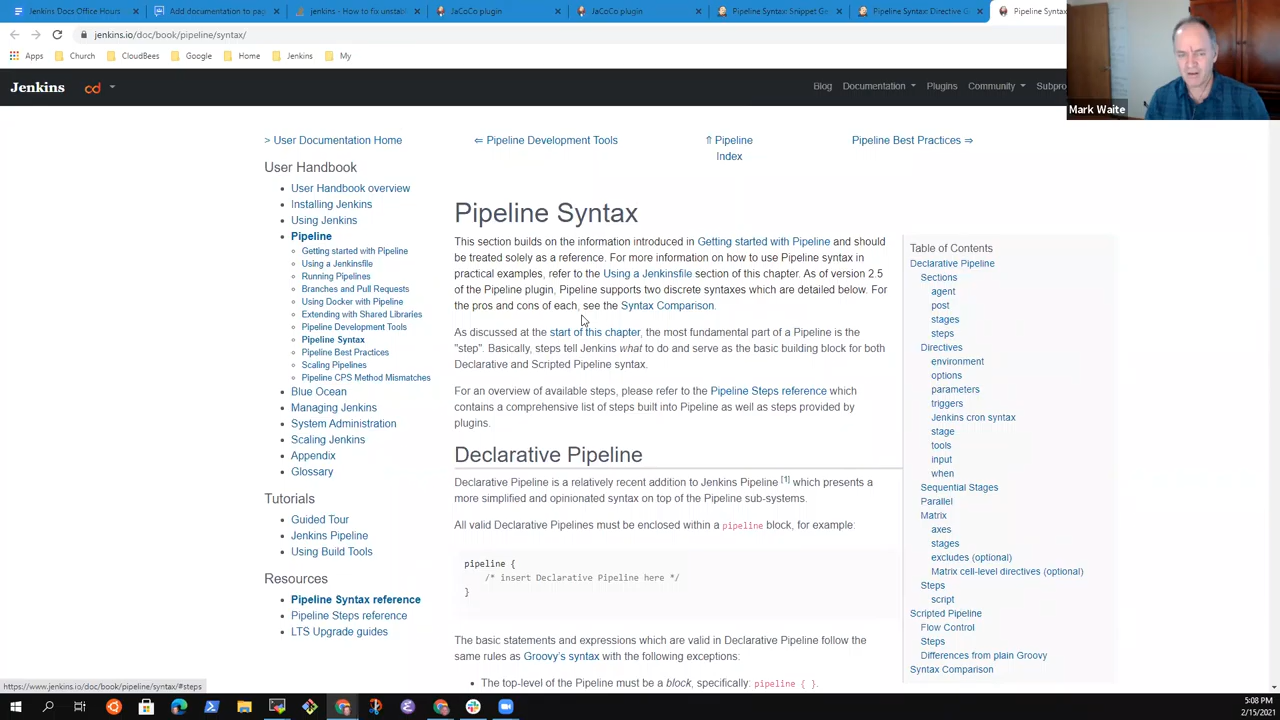 Jenkins Docs Office Hours
Add documentation to pag
jenkins - How to fix unstabl
JaCoCo plugin
JaCoCo plugin
Pipeline Syntax: Snippet Ge
Pipeline Syntax: Directive G
Pipeline Syntax
jenkins.io/doc/book/pipeline/syntax/
Apps
Church
CloudBees
Google
Home
Jenkins
My
Jenkins
cd
Blog
Documentation
Plugins
Community
Subpro
Mark Waite
> User Documentation Home
⇐ Pipeline Development Tools
⇑ Pipeline
Index
Pipeline Best Practices ⇒
User Handbook
User Handbook overview
Installing Jenkins
Using Jenkins
Pipeline
Getting started with Pipeline
Using a Jenkinsfile
Running Pipelines
Branches and Pull Requests
Using Docker with Pipeline
Extending with Shared Libraries
Pipeline Development Tools
Pipeline Syntax
Pipeline Best Practices
Scaling Pipelines
Pipeline CPS Method Mismatches
Blue Ocean
Managing Jenkins
System Administration
Scaling Jenkins
Appendix
Glossary
Tutorials
Guided Tour
Jenkins Pipeline
Using Build Tools
Resources
Pipeline Syntax reference
Pipeline Steps reference
LTS Upgrade guides
Pipeline Syntax
This section builds on the information introduced in Getting started with Pipeline and should
be treated solely as a reference. For more information on how to use Pipeline syntax in
practical examples, refer to the Using a Jenkinsfile section of this chapter. As of version 2.5
of the Pipeline plugin, Pipeline supports two discrete syntaxes which are detailed below. For
the pros and cons of each, see the Syntax Comparison.
As discussed at the start of this chapter, the most fundamental part of a Pipeline is the
"step". Basically, steps tell Jenkins what to do and serve as the basic building block for both
Declarative and Scripted Pipeline syntax.
For an overview of available steps, please refer to the Pipeline Steps reference which
contains a comprehensive list of steps built into Pipeline as well as steps provided by
plugins.
Declarative Pipeline
Declarative Pipeline is a relatively recent addition to Jenkins Pipeline [1] which presents a
more simplified and opinionated syntax on top of the Pipeline sub-systems.
All valid Declarative Pipelines must be enclosed within a pipeline block, for example:
pipeline {
/* insert Declarative Pipeline here */
}
The basic statements and expressions which are valid in Declarative Pipeline follow the
same rules as Groovy's syntax with the following exceptions:
The top-level of the Pipeline must be a block, specifically: pipeline { }.
Table of Contents
Declarative Pipeline
Sections
agent
post
stages
steps
Directives
environment
options
parameters
triggers
Jenkins cron syntax
stage
tools
input
when
Sequential Stages
Parallel
Matrix
axes
stages
excludes (optional)
Matrix cell-level directives (optional)
Steps
script
Scripted Pipeline
Flow Control
Steps
Differences from plain Groovy
Syntax Comparison
https://www.jenkins.io/doc/book/pipeline/syntax/#steps
5:08 PM
2/15/2021